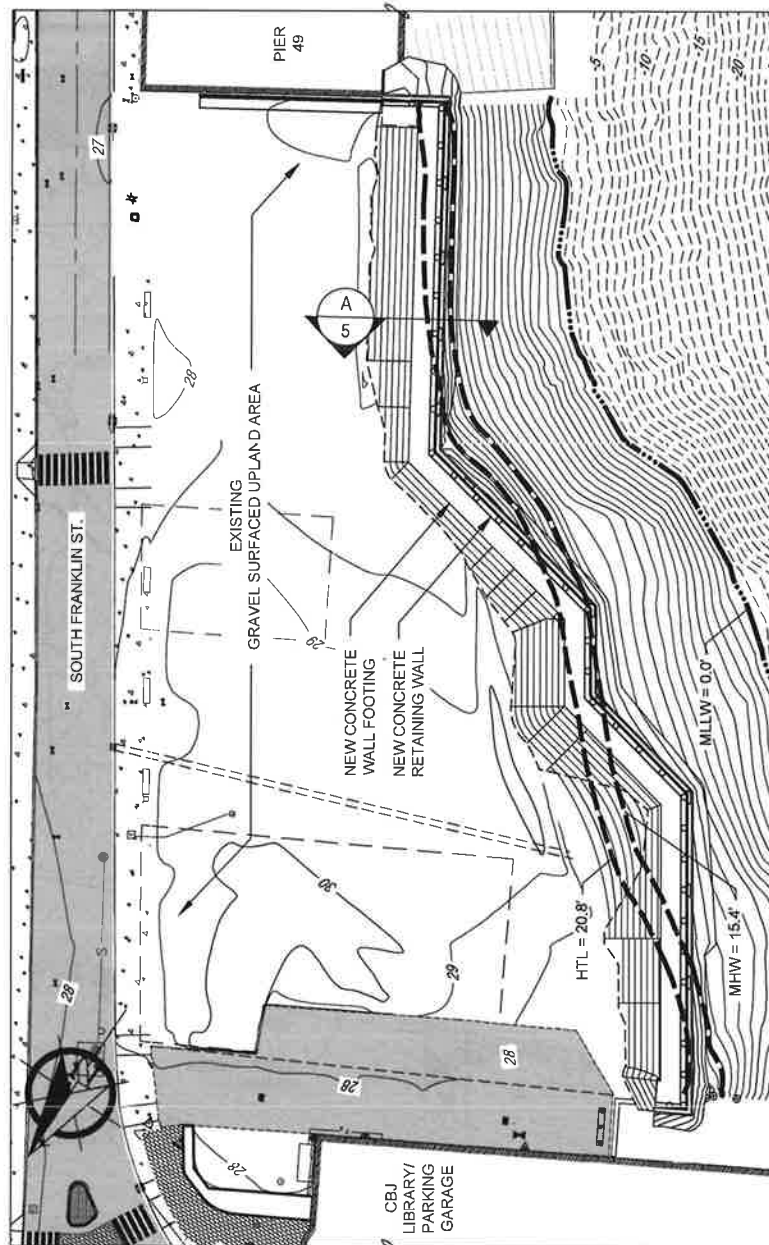 PIER
49
27
-5
-10
-15
-20
A
5
28
SOUTH FRANKLIN ST.
EXISTING
GRAVEL SURFACED UPLAND AREA
29
NEW CONCRETE
WALL FOOTING
NEW CONCRETE
RETAINING WALL
MLLW = 0.0'
30
29
HTL = 20.8'
MHW = 15.4'
28
S
28
28
28
CBJ
LIBRARY/
PARKING
GARAGE